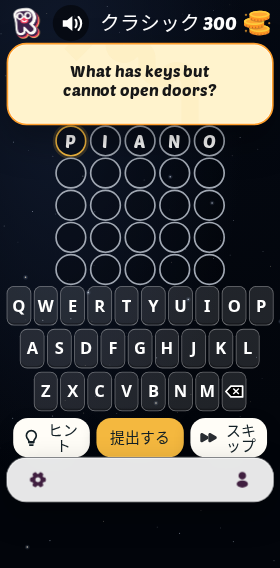 クラシック 300
What has keys but
cannot open doors?
P I A N O
Q W E R T Y U I O P
A S D F G H J K L
Z X C V B N M
ヒン
ト
提出する
スキ
ップ